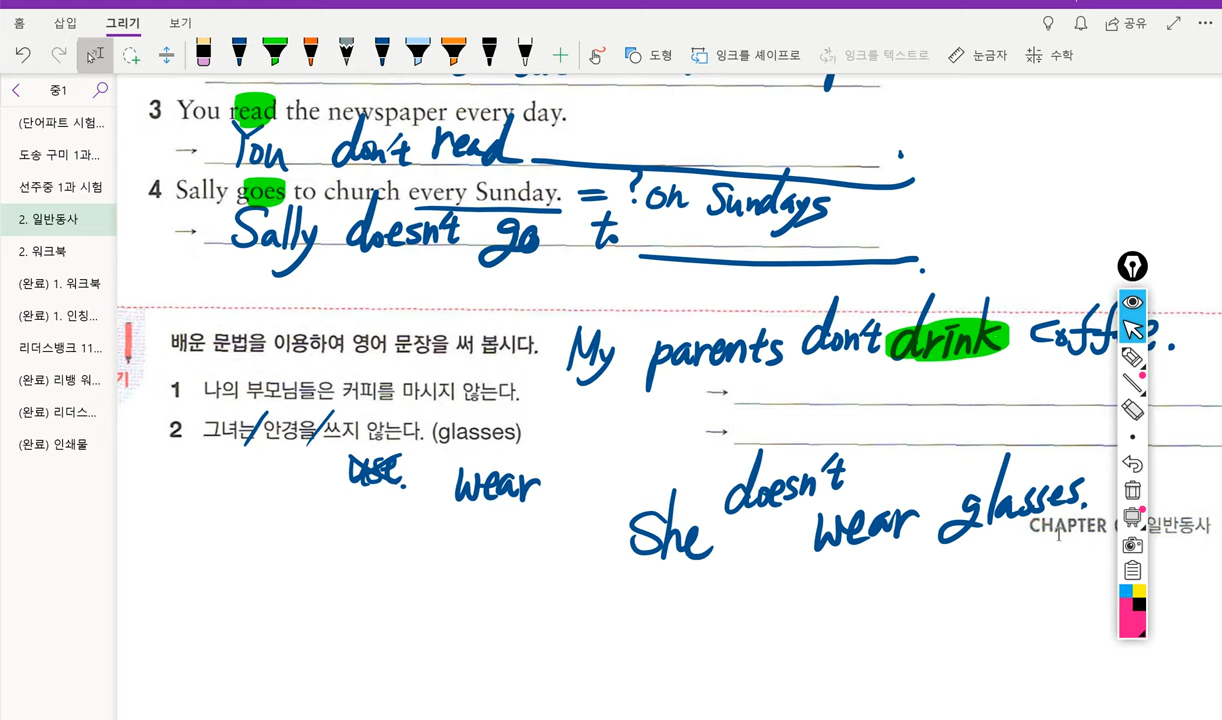 홈 삽입 그리기 보기 공유
잉크를 셰이프로 잉크를 텍스트로 도형 눈금자 수학
중1
(단어파트 시험...
도송 구미 1과...
선주중 1과 시험
2. 일반동사
2. 워크북
(완료) 1. 워크북
(완료) 1. 인칭...
리더스뱅크 11...
(완료) 리뱅 워...
(완료) 리더스...
(완료) 인쇄물
3 You read the newspaper every day.
→ You don't read .
4 Sally goes to church every Sunday. = ? on Sundays
→ Sally doesn't go to .
배운 문법을 이용하여 영어 문장을 써 봅시다.
My parents don't drink coffee.
1 나의 부모님들은 커피를 마시지 않는다. →
2 그녀는/안경을/쓰지 않는다. (glasses) →
use. wear
She doesn't wear glasses.
CHAPTER 일반동사